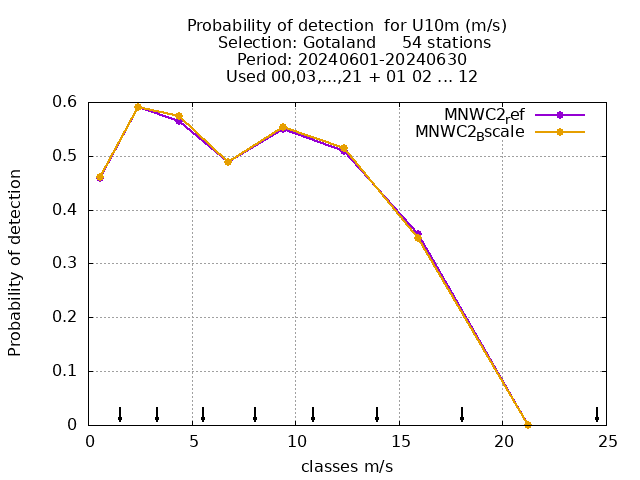 Probability of detection  for U10m (m/s)
Selection: Gotaland     54 stations
Period: 20240601-20240630
Used 00,03,...,21 + 01 02 ... 12
MNWC2ref
MNWC2Bscale
Probability of detection
0.6
0.5
0.4
0.3
0.2
0.1
0
0 5 10 15 20 25
classes m/s